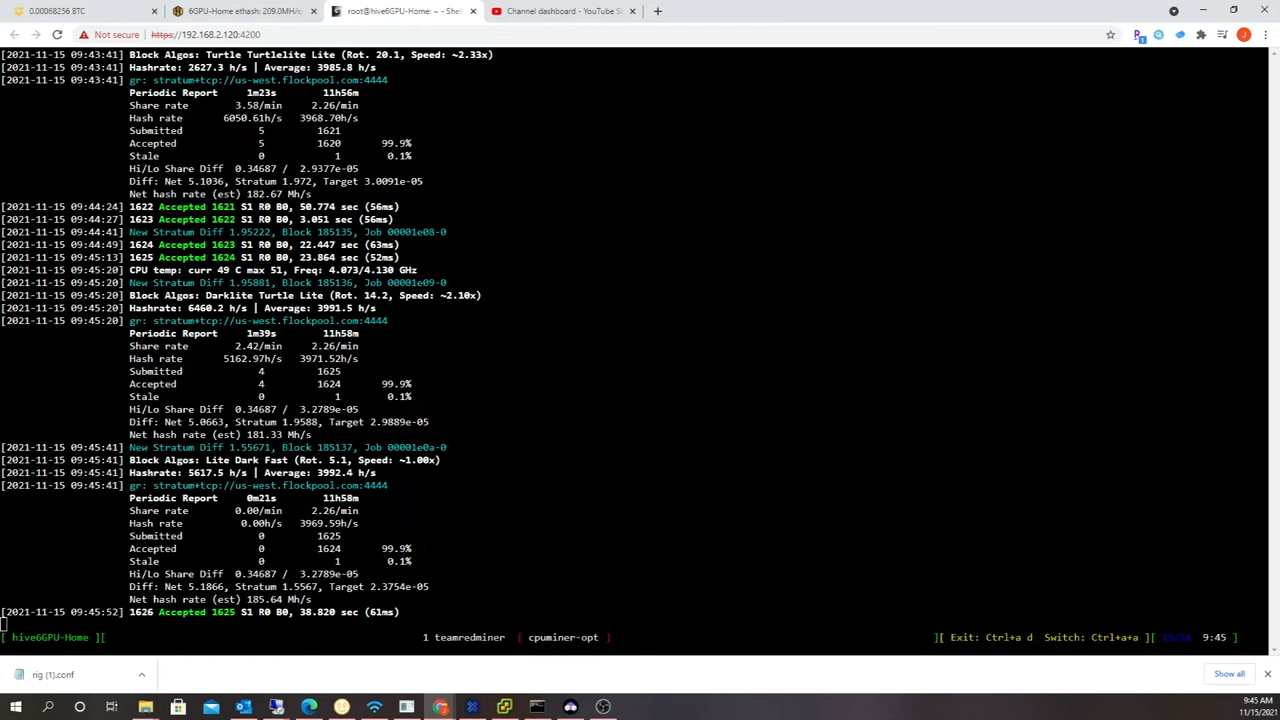 0.00068256 BTC
6GPU-Home ethash: 209.0MH/s;
root@hive6GPU-Home: ~ - Shel
Channel dashboard - YouTube St
Not secure | https://192.168.2.120:4200
[2021-11-15 09:43:41] Block Algos: Turtle Turtlelite Lite (Rot. 20.1, Speed: ~2.33x)
[2021-11-15 09:43:41] Hashrate: 2627.3 h/s | Average: 3985.8 h/s
[2021-11-15 09:43:41] gr: stratum+tcp://us-west.flockpool.com:4444
Periodic Report 1m23s 11h56m
Share rate 3.58/min 2.26/min
Hash rate 6050.61h/s 3968.70h/s
Submitted 5 1621
Accepted 5 1620 99.9%
Stale 0 1 0.1%
Hi/Lo Share Diff 0.34687 / 2.9377e-05
Diff: Net 5.1036, Stratum 1.972, Target 3.0091e-05
Net hash rate (est) 182.67 Mh/s
[2021-11-15 09:44:24] 1622 Accepted 1621 S1 R0 B0, 50.774 sec (56ms)
[2021-11-15 09:44:27] 1623 Accepted 1622 S1 R0 B0, 3.051 sec (56ms)
[2021-11-15 09:44:41] New Stratum Diff 1.95222, Block 185135, Job 00001e08-0
[2021-11-15 09:44:49] 1624 Accepted 1623 S1 R0 B0, 22.447 sec (63ms)
[2021-11-15 09:45:13] 1625 Accepted 1624 S1 R0 B0, 23.864 sec (52ms)
[2021-11-15 09:45:20] CPU temp: curr 49 C max 51, Freq: 4.073/4.130 GHz
[2021-11-15 09:45:20] New Stratum Diff 1.95881, Block 185136, Job 00001e09-0
[2021-11-15 09:45:20] Block Algos: Darklite Turtle Lite (Rot. 14.2, Speed: ~2.10x)
[2021-11-15 09:45:20] Hashrate: 6460.2 h/s | Average: 3991.5 h/s
[2021-11-15 09:45:20] gr: stratum+tcp://us-west.flockpool.com:4444
Periodic Report 1m39s 11h58m
Share rate 2.42/min 2.26/min
Hash rate 5162.97h/s 3971.52h/s
Submitted 4 1625
Accepted 4 1624 99.9%
Stale 0 1 0.1%
Hi/Lo Share Diff 0.34687 / 3.2789e-05
Diff: Net 5.0663, Stratum 1.9588, Target 2.9889e-05
Net hash rate (est) 181.33 Mh/s
[2021-11-15 09:45:41] New Stratum Diff 1.55671, Block 185137, Job 00001e0a-0
[2021-11-15 09:45:41] Block Algos: Lite Dark Fast (Rot. 5.1, Speed: ~1.00x)
[2021-11-15 09:45:41] Hashrate: 5617.5 h/s | Average: 3992.4 h/s
[2021-11-15 09:45:41] gr: stratum+tcp://us-west.flockpool.com:4444
Periodic Report 0m21s 11h58m
Share rate 0.00/min 2.26/min
Hash rate 0.00h/s 3969.59h/s
Submitted 0 1625
Accepted 0 1624 99.9%
Stale 0 1 0.1%
Hi/Lo Share Diff 0.34687 / 3.2789e-05
Diff: Net 5.1866, Stratum 1.5567, Target 2.3754e-05
Net hash rate (est) 185.64 Mh/s
[2021-11-15 09:45:52] 1626 Accepted 1625 S1 R0 B0, 38.820 sec (61ms)
[ hive6GPU-Home ][ 1 teamredminer [ cpuminer-opt ] ][ Exit: Ctrl+a d Switch: Ctrl+a+a ][ 9:45 ]
rig (1).conf
Show all
9:45 AM
11/15/2021